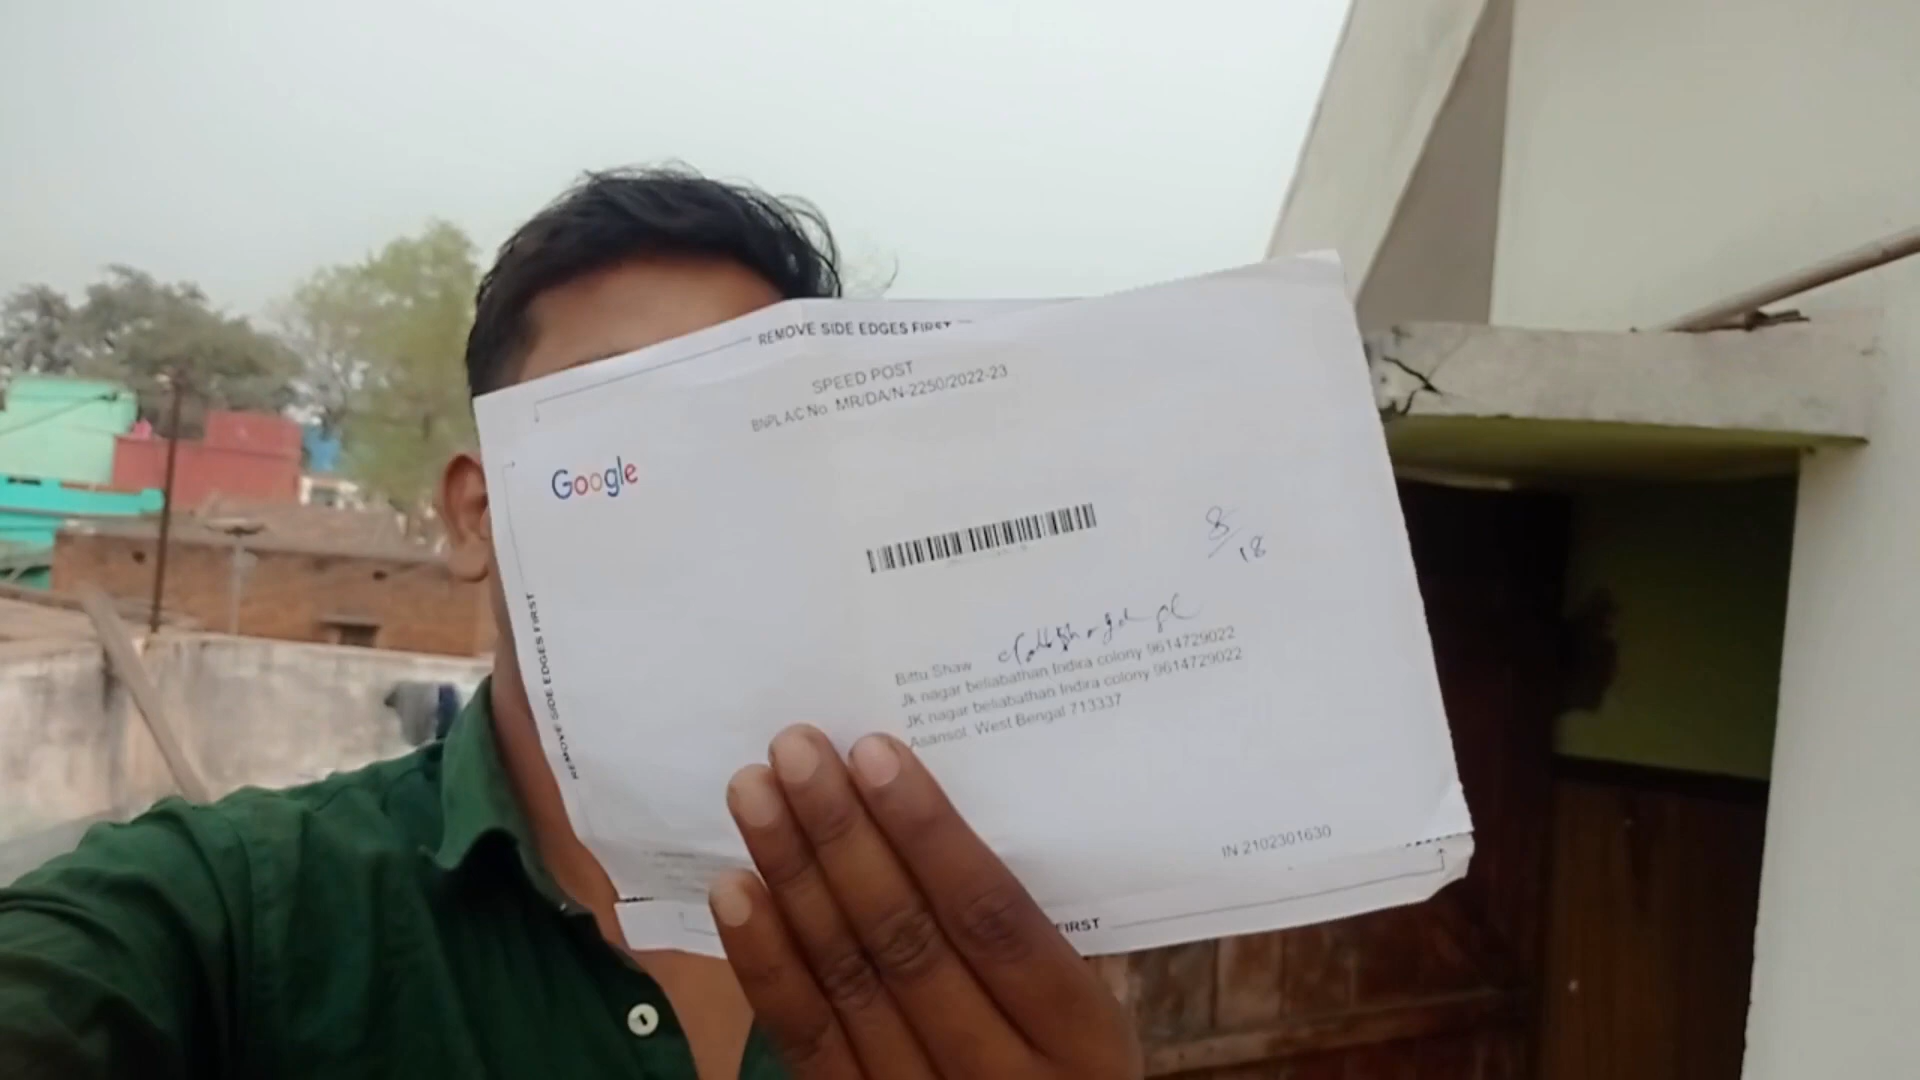 REMOVE SIDE EDGES FIRST
SPEED POST
BNPL AC No. MR/DA/N-2250/2022-23
Google
8/18
Bittu Shaw
Jk nagar beliabathan Indira colony 9614729022
JK nagar beliabathan Indira colony 9614729022
Asansol, West Bengal 713337
REMOVE SIDE EDGES FIRST
IN 2102301630
FIRST